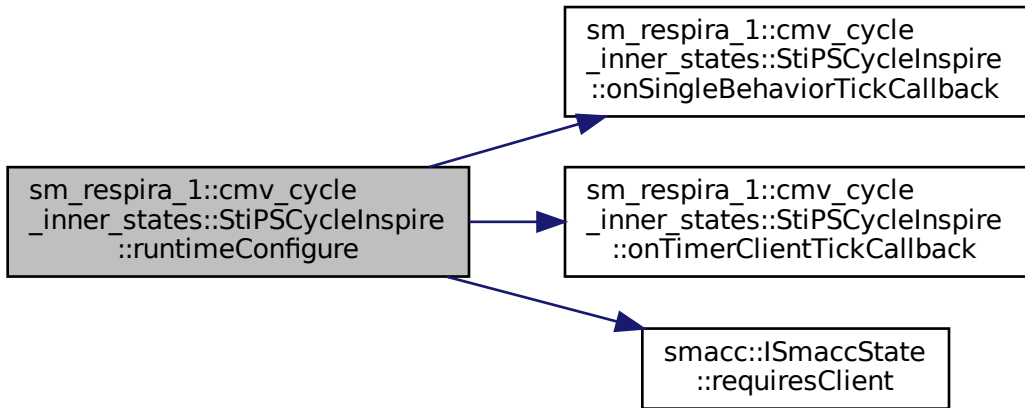 sm_respira_1::cmv_cycle
_inner_states::StiPSCycleInspire
::runtimeConfigure
sm_respira_1::cmv_cycle
_inner_states::StiPSCycleInspire
::onSingleBehaviorTickCallback
sm_respira_1::cmv_cycle
_inner_states::StiPSCycleInspire
::onTimerClientTickCallback
smacc::ISmaccState
::requiresClient